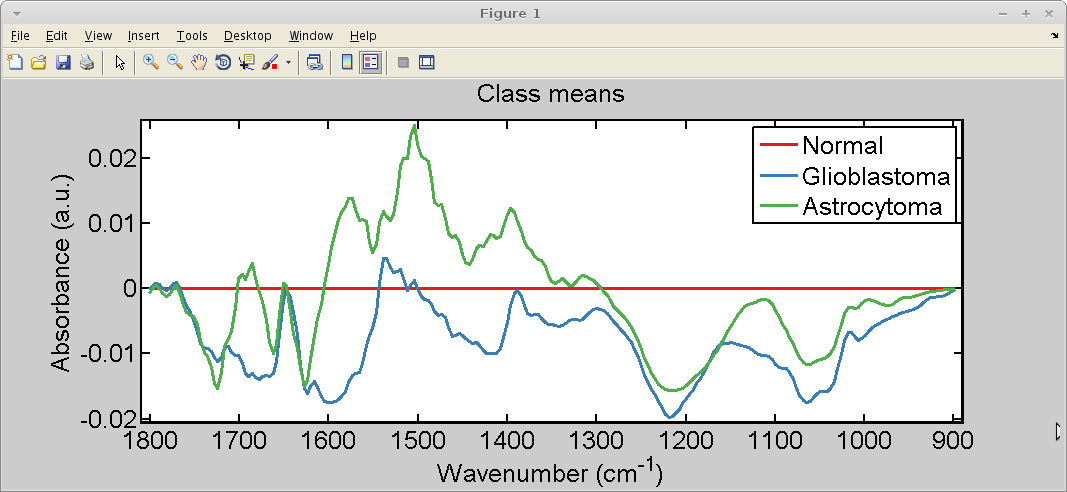 Figure 1
File Edit View Insert Tools Desktop Window Help
Class means
Absorbance (a.u.)
0.02
0.01
0
-0.01
-0.02
Normal
Glioblastoma
Astrocytoma
1800 1700 1600 1500 1400 1300 1200 1100 1000 900
Wavenumber (cm⁻¹)